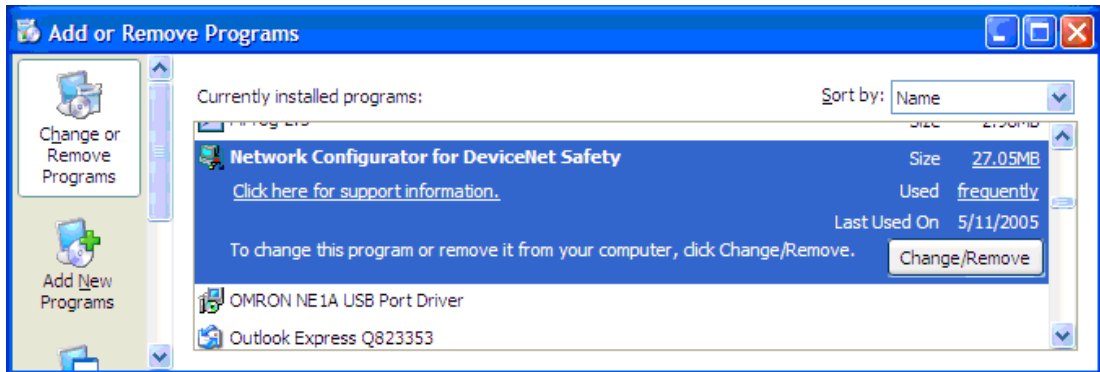 Add or Remove Programs
Change or
Remove
Programs
Add New
Programs
Currently installed programs:
Sort by: Name
Size
Network Configurator for DeviceNet Safety Size 27.05MB
Click here for support information. Used frequently
Last Used On 5/11/2005
To change this program or remove it from your computer, click Change/Remove. Change/Remove
OMRON NE1A USB Port Driver
Outlook Express Q823353